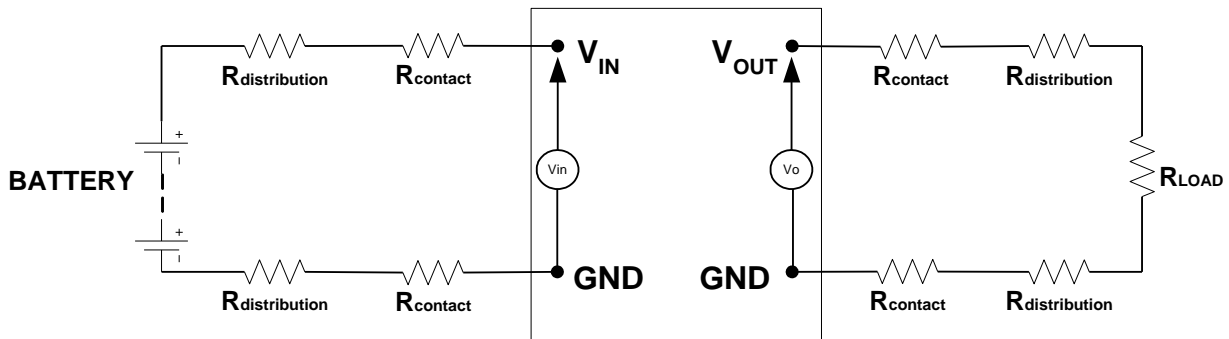 Rdistribution
Rcontact
VIN
VOUT
Rcontact
Rdistribution
+
BATTERY
Vin
Vo
RLOAD
+
Rdistribution
Rcontact
GND
GND
Rcontact
Rdistribution